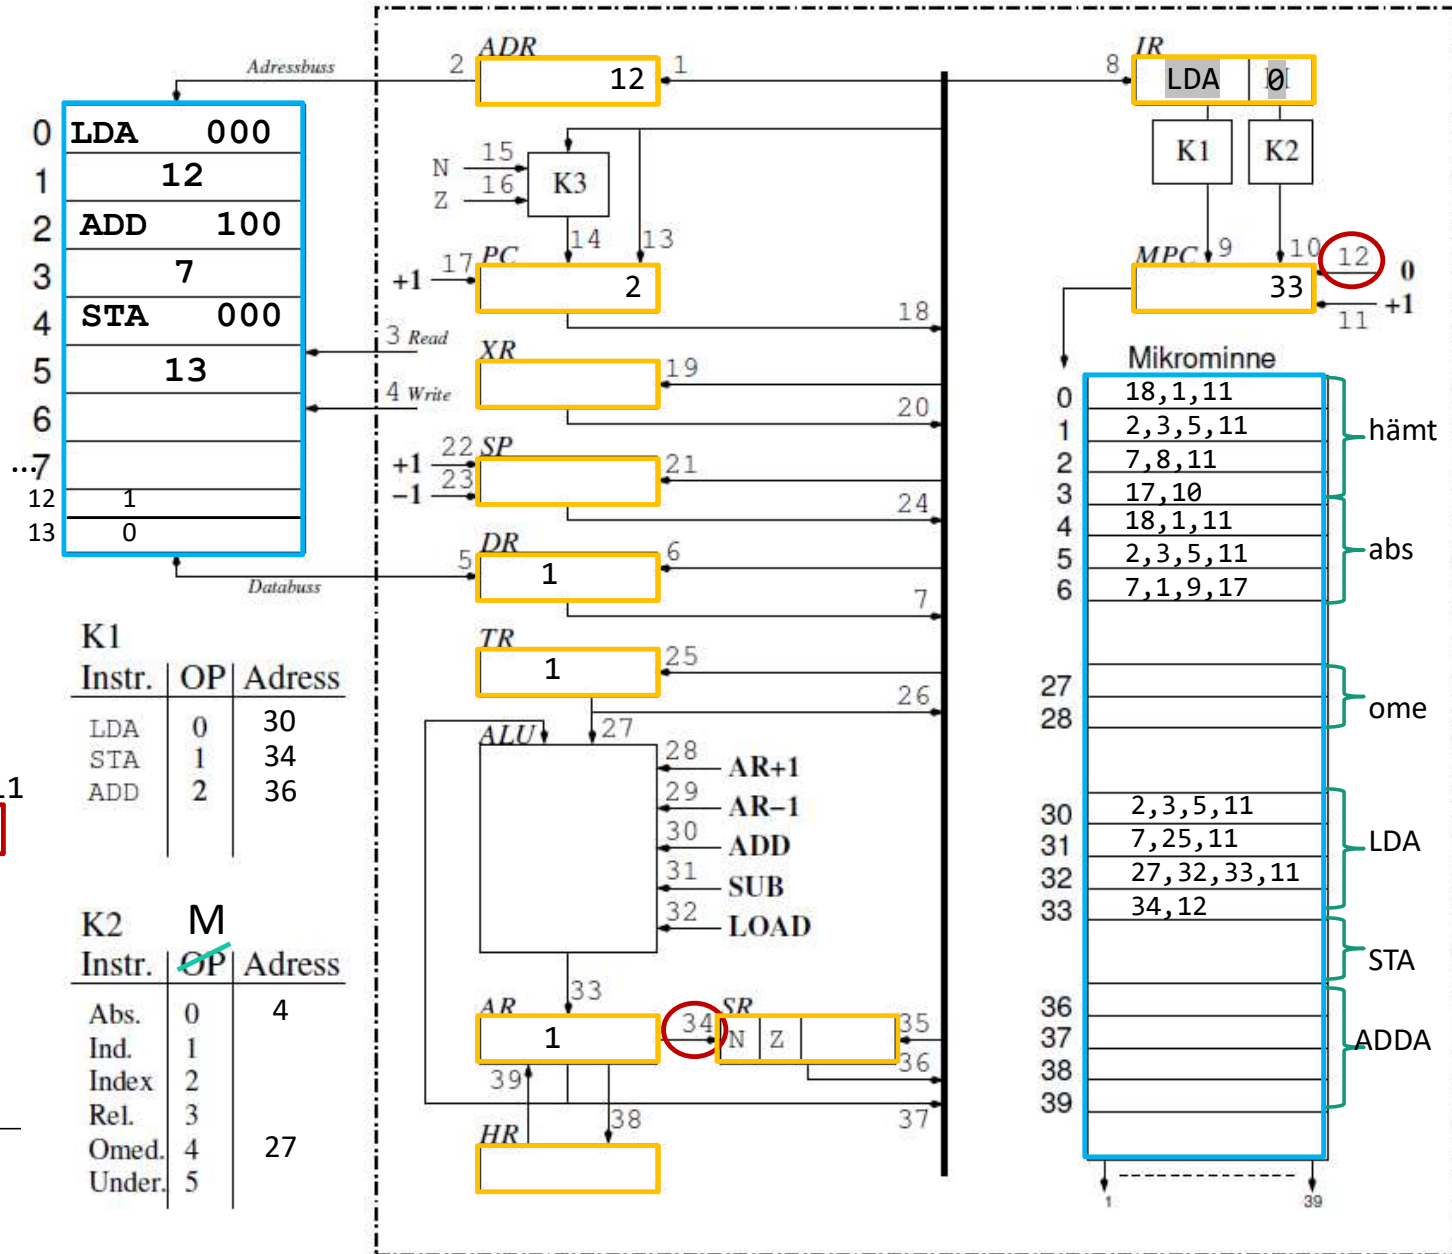 ADR
IR
Adressbuss
2
12
1
8
LDA
0
0 LDA 000
1 12
2 ADD 100
3 7
4 STA 000
5 13
6
...7
12 1
13 0
N 15
Z 16
K3
K1
K2
14
13
PC
+1 17
2
18
MPC
9
10
12
0
33
+1
11
3 Read
4 Write
XR
19
20
+1 22 SP
-1 23
21
24
5 DR
6
1
7
Databuss
TR
1
25
26
27
ALU
28 AR+1
29 AR−1
30 ADD
31 SUB
32 LOAD
33
AR
1
34
SR
N Z
35
36
37
39
38
HR
Mikrominne
0 18,1,11
1 2,3,5,11
2 7,8,11
3 17,10
hämt
4 18,1,11
5 2,3,5,11
6 7,1,9,17
abs
27
28
ome
30 2,3,5,11
31 7,25,11
32 27,32,33,11
33 34,12
LDA
STA
36
37
38
39
ADDA
1
39
K1
Instr. OP Adress
LDA 0 30
STA 1 34
ADD 2 36
K2 M
Instr. OP Adress
Abs. 0 4
Ind. 1
Index 2
Rel. 3
Omed. 4 27
Under. 5